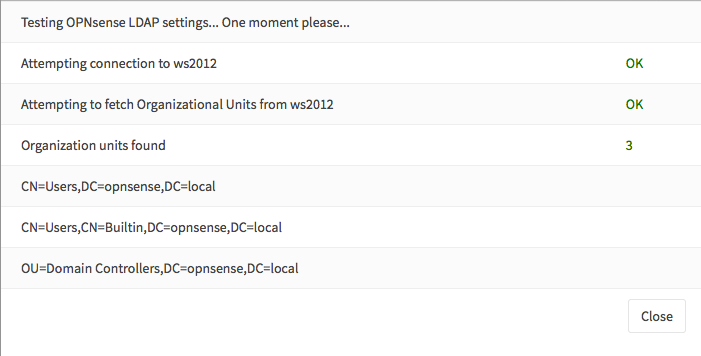 Testing OPNsense LDAP settings... One moment please...
Attempting connection to ws2012 OK
Attempting to fetch Organizational Units from ws2012 OK
Organization units found 3
CN=Users,DC=opnsense,DC=local
CN=Users,CN=Builtin,DC=opnsense,DC=local
OU=Domain Controllers,DC=opnsense,DC=local
Close